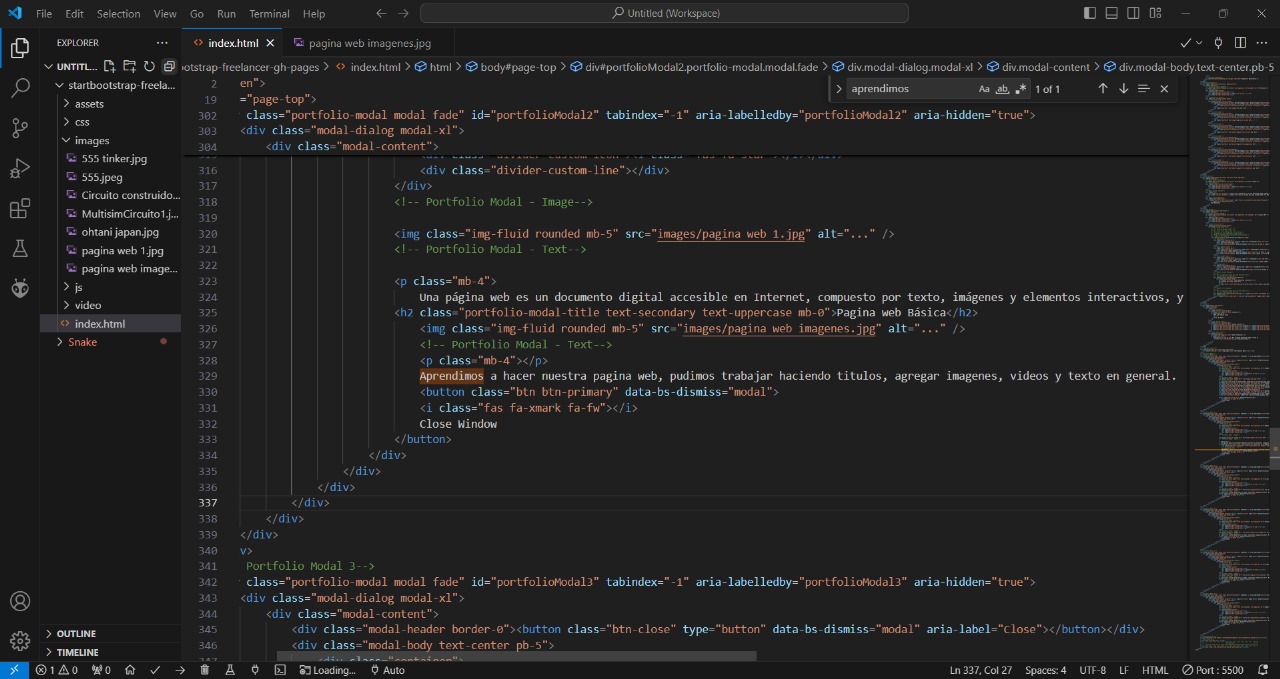 File Edit Selection View Go Run Terminal Help
Untitled (Workspace)
EXPLORER ···
index.html
pagina web imagenes.jpg
UNTITL...
otstrap-freelancer-gh-pages > index.html > html > body#page-top > div#portfolioModal2.portfolio-modal.modal.fade > div.modal-dialog.modal-xl > div.modal-content > div.modal-body.text-center.pb-5
aprendimos Aa ab 1 of 1
startbootstrap-freela...
assets
css
images
555 tinker.jpg
555.jpeg
Circuito construido...
MultisimCircuito1.j...
ohtani japan.jpg
pagina web 1.jpg
pagina web image...
js
video
index.html
Snake
OUTLINE
TIMELINE
2 en">
19 ="page-top">
302 class="portfolio-modal modal fade" id="portfolioModal2" tabindex="-1" aria-labelledby="portfolioModal2" aria-hidden="true">
303 <div class="modal-dialog modal-xl">
304 <div class="modal-content">
316 <div class="divider-custom-line"></div>
317 </div>
318 <!-- Portfolio Modal - Image-->
319
320 <img class="img-fluid rounded mb-5" src="images/pagina web 1.jpg" alt="..." />
321 <!-- Portfolio Modal - Text-->
322
323 <p class="mb-4">
324 Una página web es un documento digital accesible en Internet, compuesto por texto, imágenes y elementos interactivos, y
325 <h2 class="portfolio-modal-title text-secondary text-uppercase mb-0">Pagina web Básica</h2>
326 <img class="img-fluid rounded mb-5" src="images/pagina web imagenes.jpg" alt="..." />
327 <!-- Portfolio Modal - Text-->
328 <p class="mb-4"></p>
329 Aprendimos a hacer nuestra pagina web, pudimos trabajar haciendo titulos, agregar imagenes, videos y texto en general.
330 <button class="btn btn-primary" data-bs-dismiss="modal">
331 <i class="fas fa-xmark fa-fw"></i>
332 Close Window
333 </button>
334 </div>
335 </div>
336 </div>
337 </div>
338 </div>
339 </div>
340 v>
341 Portfolio Modal 3-->
342 class="portfolio-modal modal fade" id="portfolioModal3" tabindex="-1" aria-labelledby="portfolioModal3" aria-hidden="true">
343 <div class="modal-dialog modal-xl">
344 <div class="modal-content">
345 <div class="modal-header border-0"><button class="btn-close" type="button" data-bs-dismiss="modal" aria-label="Close"></button></div>
346 <div class="modal-body text-center pb-5">
1 0 0 Loading... Auto Ln 337, Col 27 Spaces: 4 UTF-8 LF HTML Port : 5500